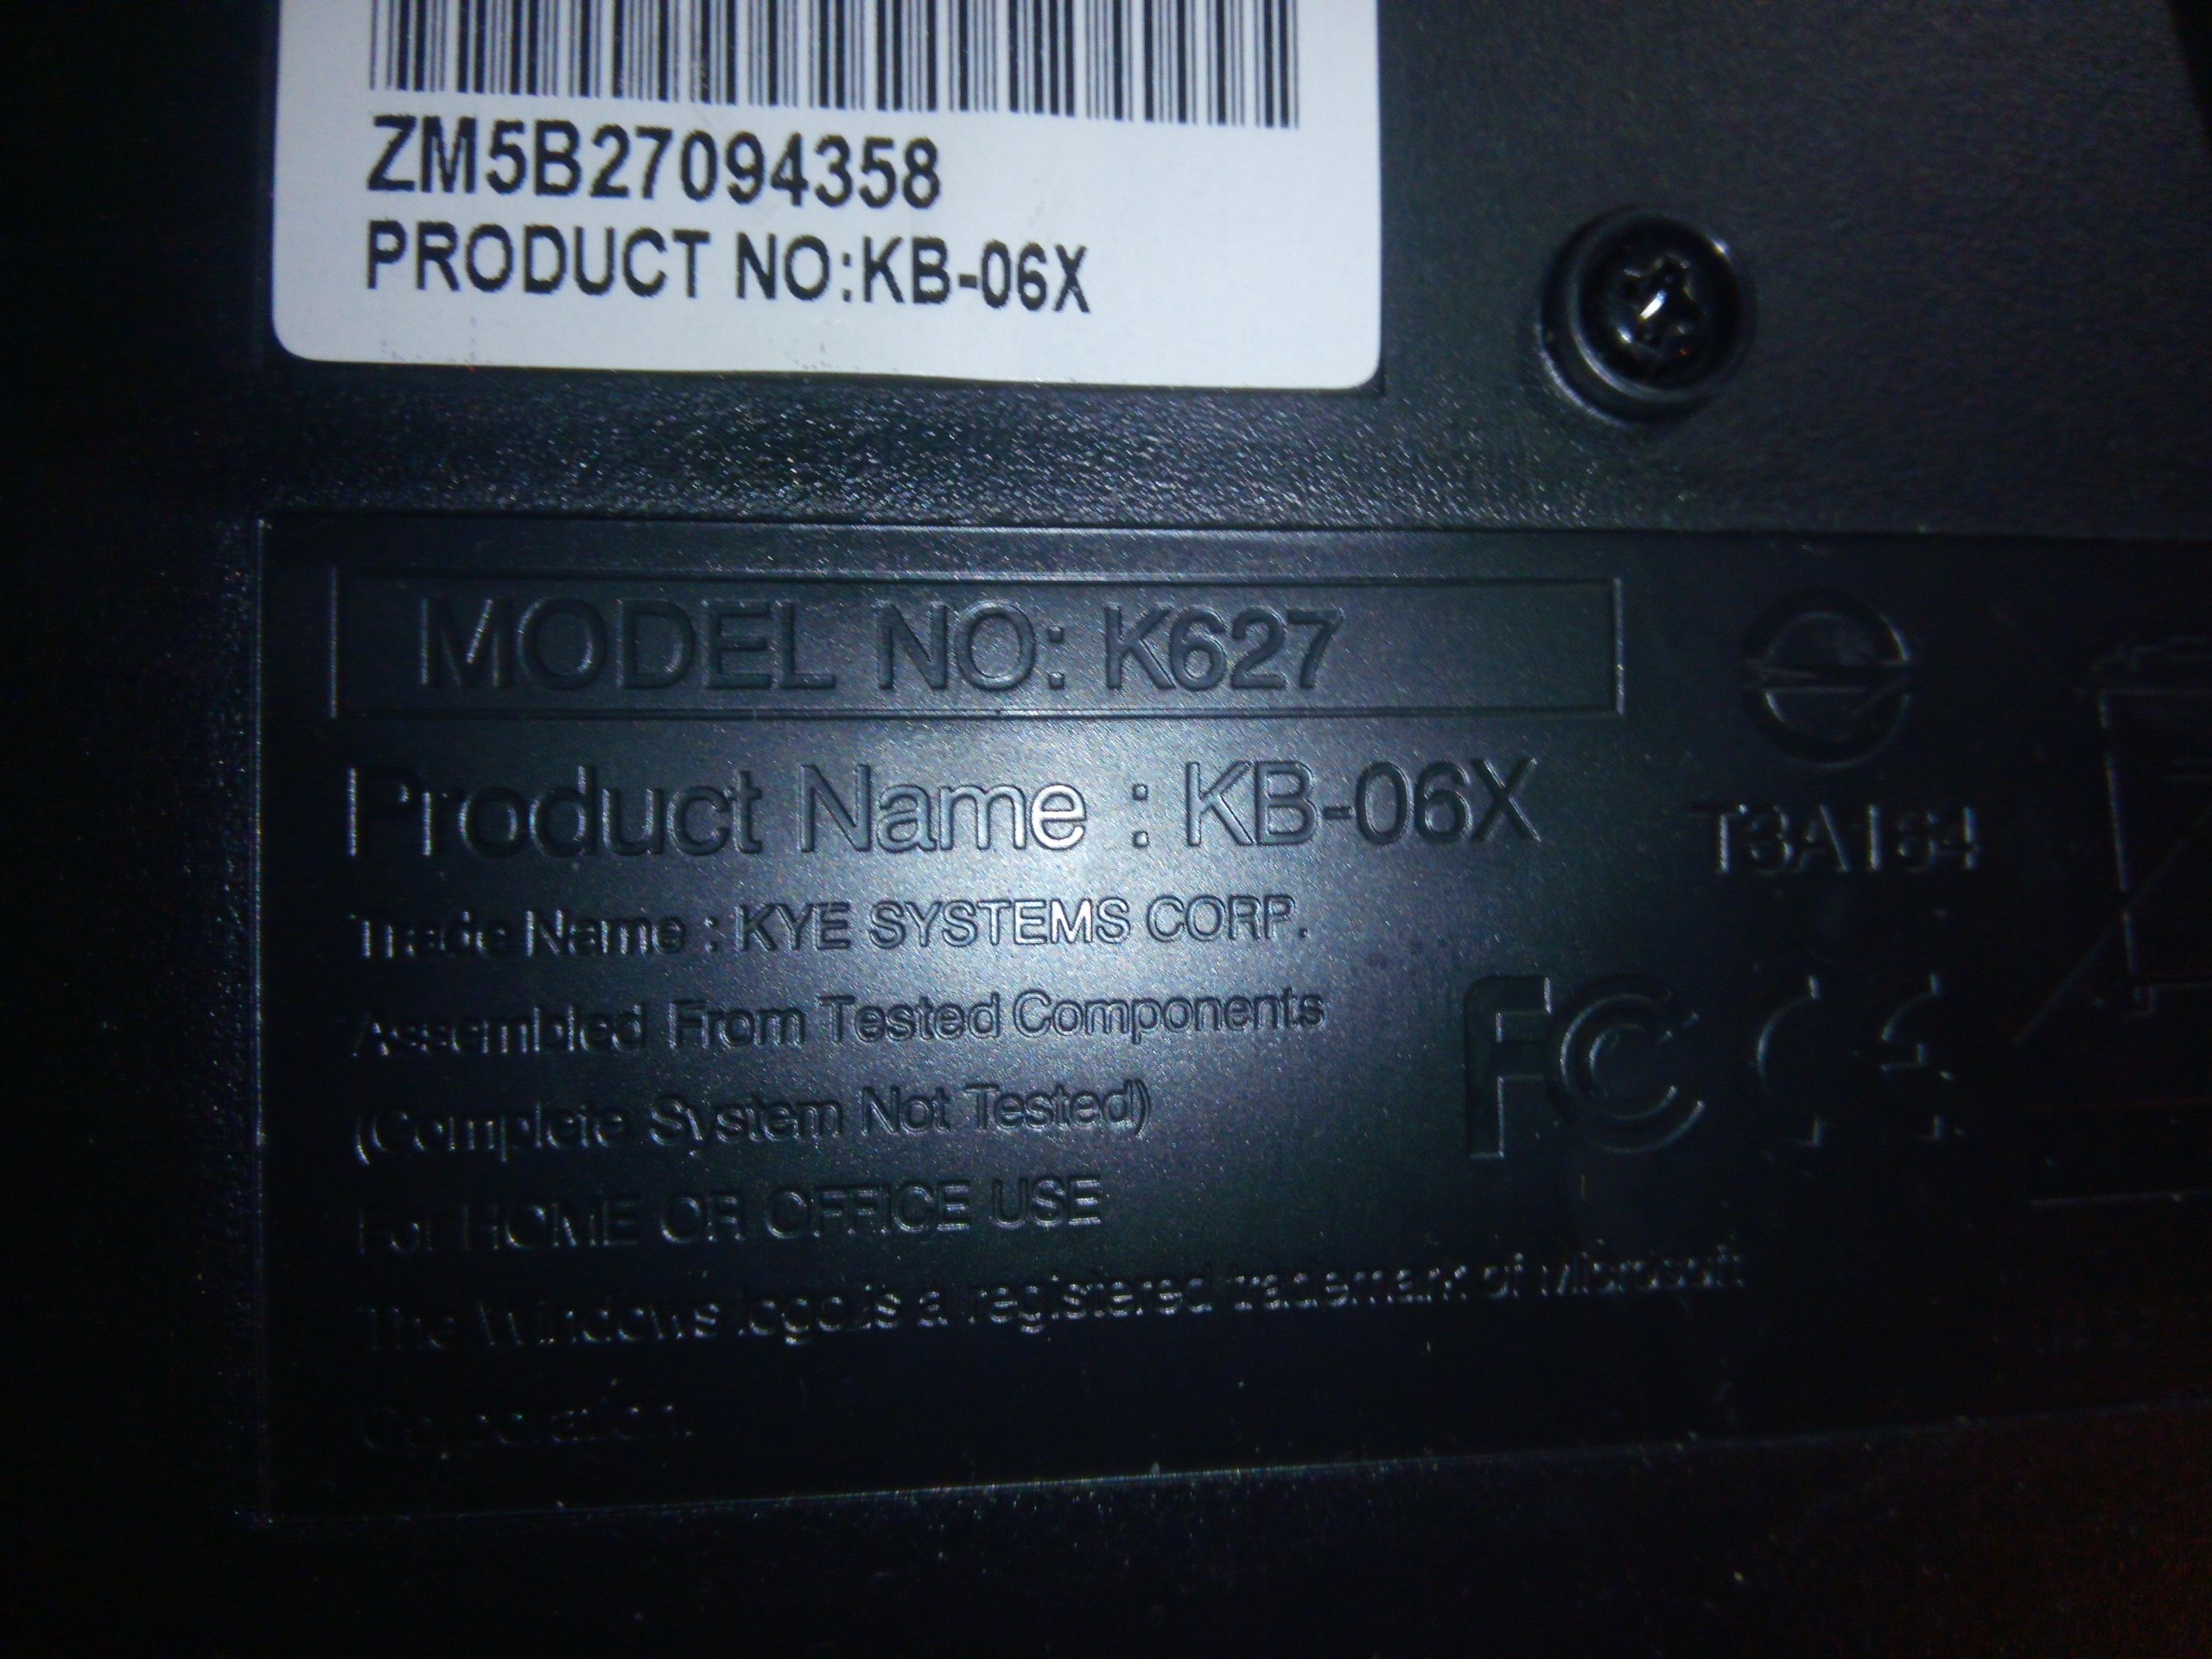 ZM5B27094358
PRODUCT NO:KB-06X
MODEL NO: K627
Product Name : KB-06X
T3A164
Trade Name : KYE SYSTEMS CORP.
Assembled From Tested Components
(Complete System Not Tested)
FC CE
For HOME OR OFFICE USE
The Windows logo is a registered trademark of Microsoft
Corporation.